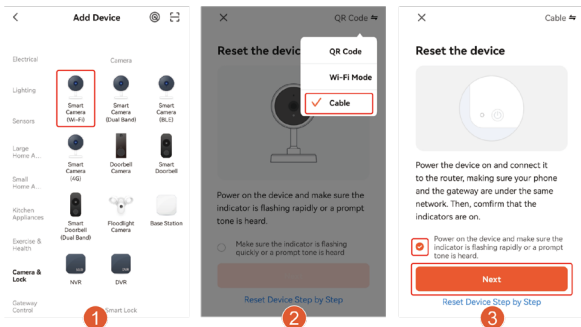 Add Device
Electrical
Lighting
Sensors
Large
Home A...
Small
Home A...
Kitchen
Appliances
Exercise &
Health
Camera &
Lock
Gateway
Control
Camera
Smart
Camera
(Wi-Fi)
Smart
Camera
(Dual Band)
Smart
Camera
(BLE)
Smart
Camera
(4G)
Doorbell
Camera
Smart
Doorbell
Smart
Doorbell
(Dual Band)
Floodlight
Camera
Base Station
NVR
DVR
Smart Lock
1
QR Code
Reset the devic
QR Code
Wi-Fi Mode
Cable
Power on the device and make sure the
indicator is flashing rapidly or a prompt
tone is heard.
Make sure the indicator is flashing
quickly or a prompt tone is heard
Reset Device Step by Step
2
Cable
Reset the device
Power the device on and connect it
to the router, making sure your phone
and the gateway are under the same
network. Then, confirm that the
indicators are on.
Power on the device and make sure the
indicator is flashing rapidly or a prompt
tone is heard.
Next
Reset Device Step by Step
3